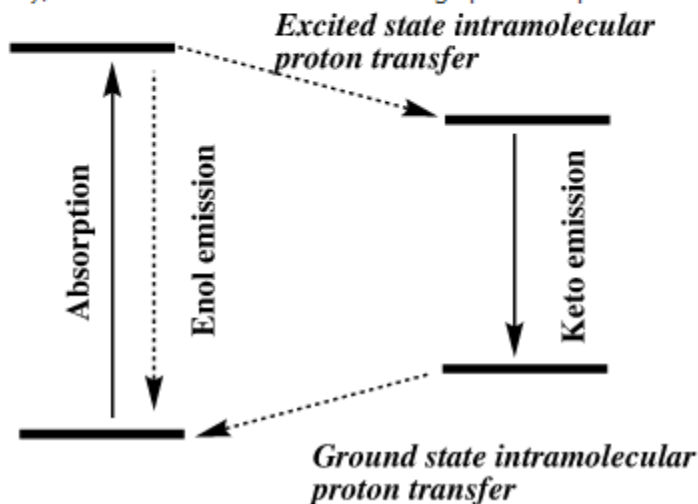 Excited state intramolecular
proton transfer
Absorption
Enol emission
Keto emission
Ground state intramolecular
proton transfer